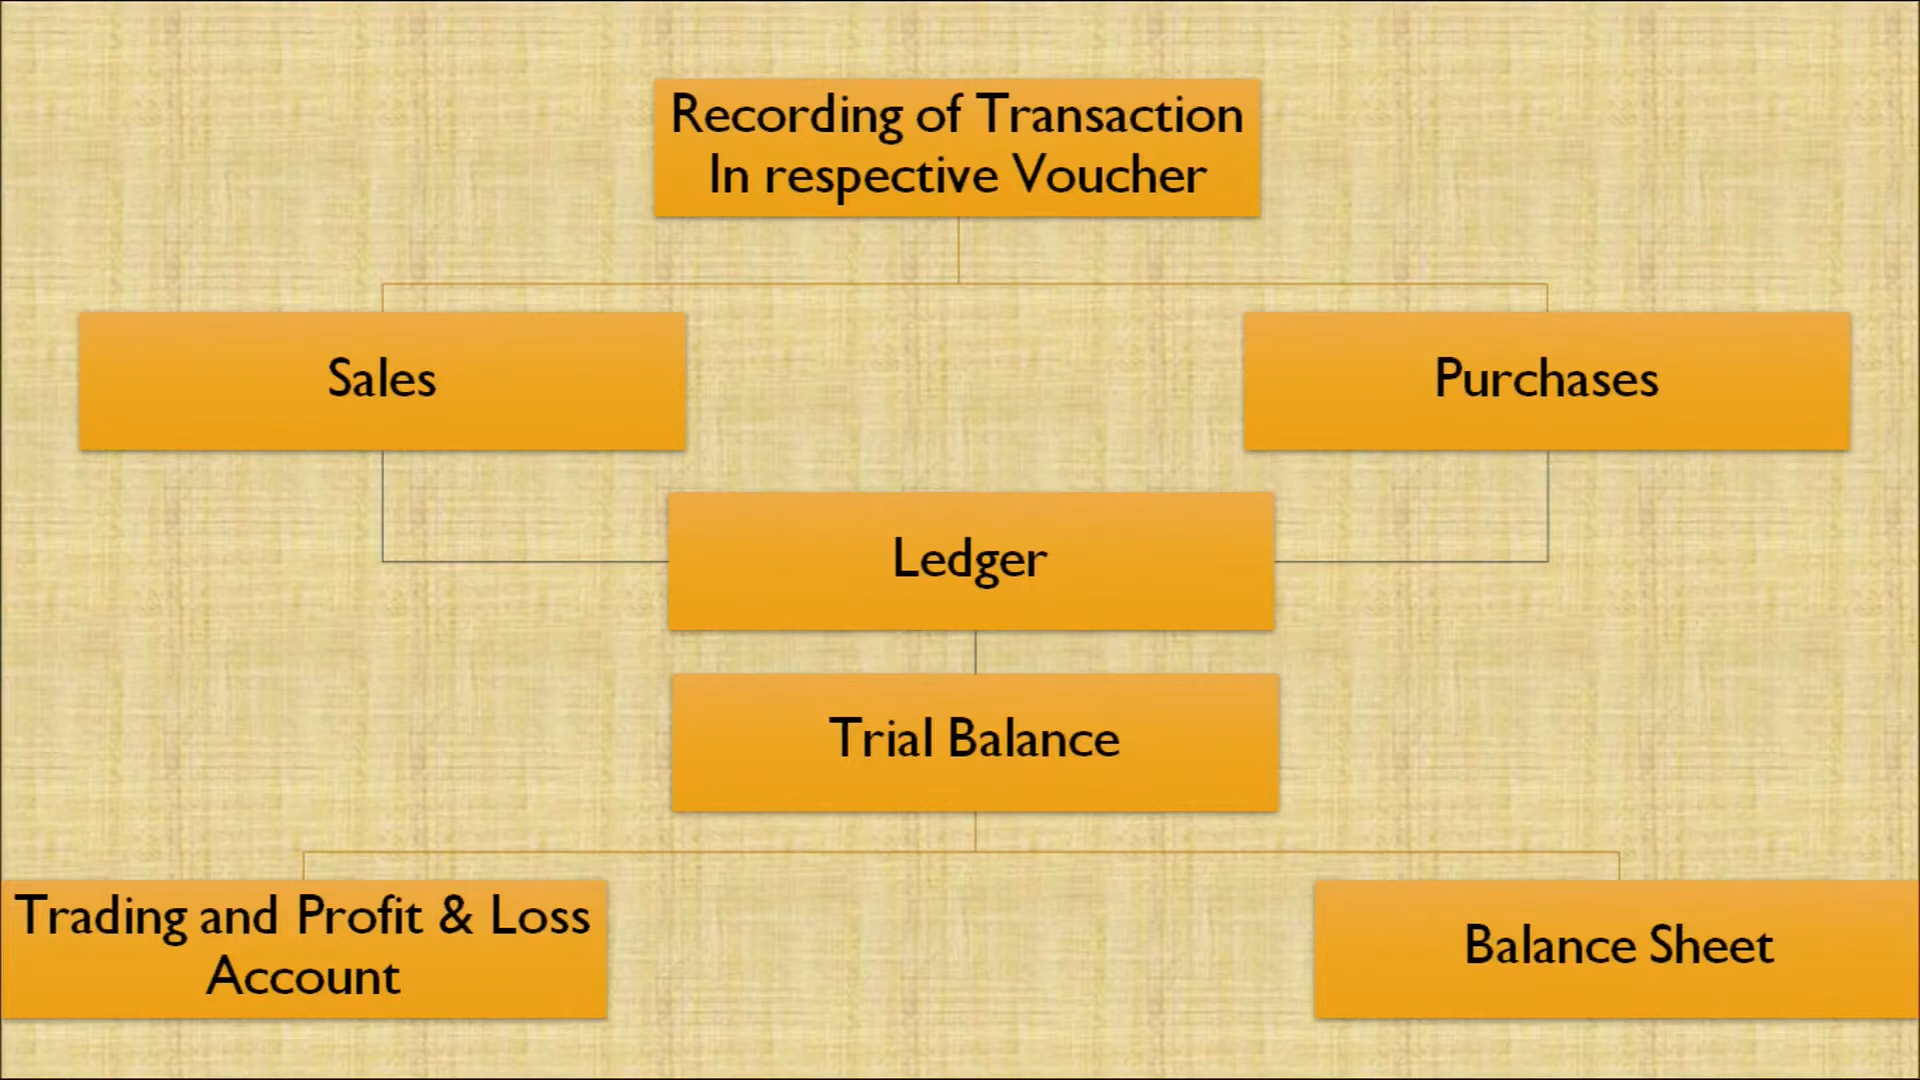 Recording of Transaction
In respective Voucher
Sales
Purchases
Ledger
Trial Balance
Trading and Profit & Loss
Account
Balance Sheet